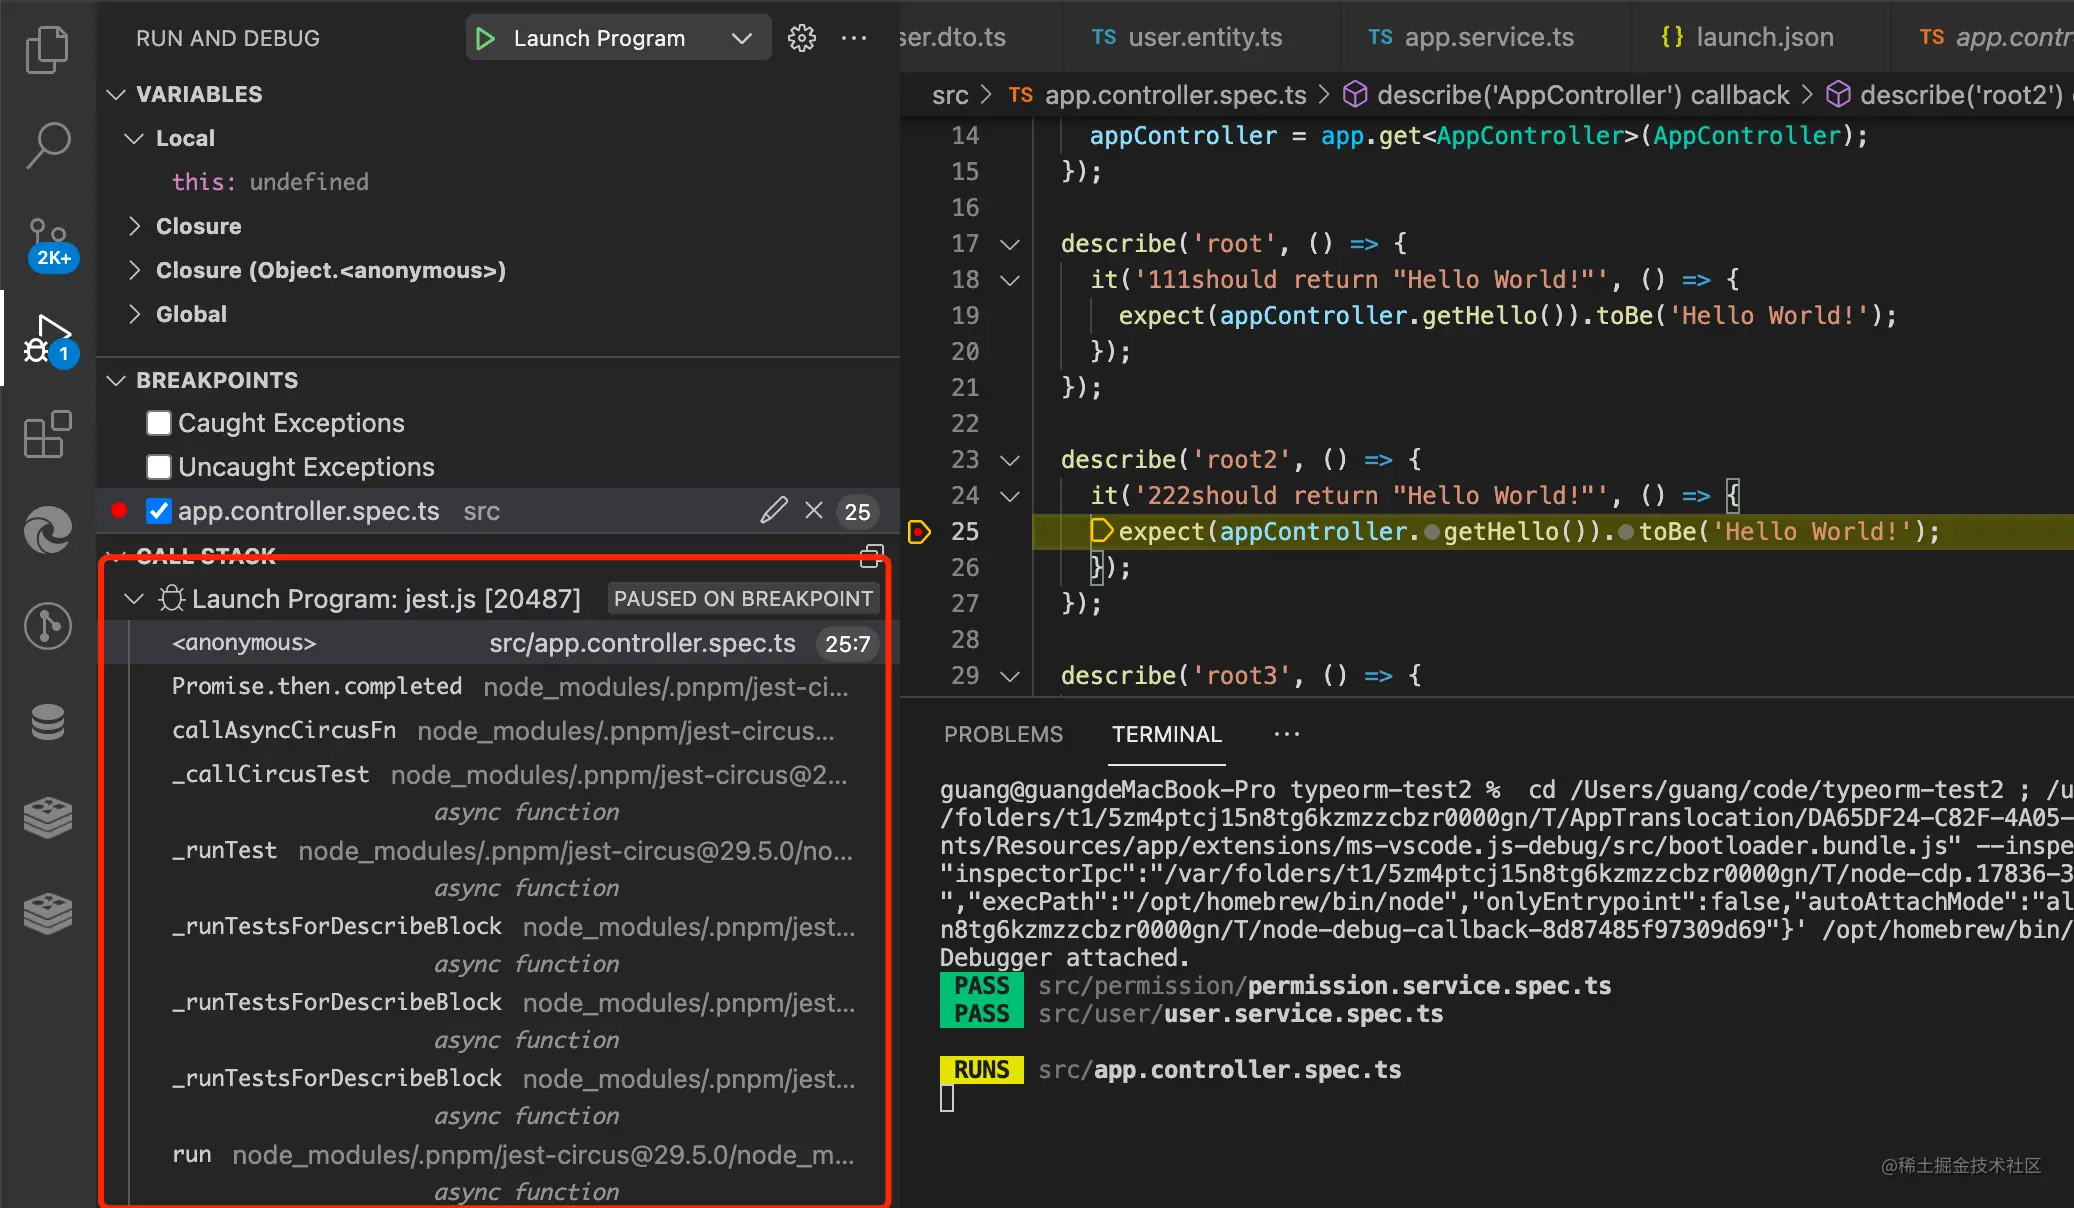 RUN AND DEBUG
Launch Program
VARIABLES
Local
this: undefined
Closure
Closure (Object.<anonymous>)
Global
2K+
1
BREAKPOINTS
Caught Exceptions
Uncaught Exceptions
app.controller.spec.ts src 25
CALL STACK
Launch Program: jest.js [20487] PAUSED ON BREAKPOINT
<anonymous> src/app.controller.spec.ts 25:7
Promise.then.completed node_modules/.pnpm/jest-ci...
callAsyncCircusFn node_modules/.pnpm/jest-circus...
_callCircusTest node_modules/.pnpm/jest-circus@2...
async function
_runTest node_modules/.pnpm/jest-circus@29.5.0/no...
async function
_runTestsForDescribeBlock node_modules/.pnpm/jest...
async function
_runTestsForDescribeBlock node_modules/.pnpm/jest...
async function
_runTestsForDescribeBlock node_modules/.pnpm/jest...
async function
run node_modules/.pnpm/jest-circus@29.5.0/node_m...
async function
ser.dto.ts TS user.entity.ts TS app.service.ts {} launch.json TS app.contr
src > TS app.controller.spec.ts > describe('AppController') callback > describe('root2') c
14 appController = app.get<AppController>(AppController);
15 });
16
17 describe('root', () => {
18 it('111should return "Hello World!"', () => {
19 expect(appController.getHello()).toBe('Hello World!');
20 });
21 });
22
23 describe('root2', () => {
24 it('222should return "Hello World!"', () => {
25 expect(appController.getHello()).toBe('Hello World!');
26 });
27 });
28
29 describe('root3', () => {
PROBLEMS TERMINAL ...
guang@guangdeMacBook-Pro typeorm-test2 % cd /Users/guang/code/typeorm-test2 ; /u
/folders/t1/5zm4ptcj15n8tg6kzmzzcbzr0000gn/T/AppTranslocation/DA65DF24-C82F-4A05-
nts/Resources/app/extensions/ms-vscode.js-debug/src/bootloader.bundle.js" --inspe
"inspectorIpc":"/var/folders/t1/5zm4ptcj15n8tg6kzmzzcbzr0000gn/T/node-cdp.17836-3
","execPath":"/opt/homebrew/bin/node","onlyEntrypoint":false,"autoAttachMode":"al
n8tg6kzmzzcbzr0000gn/T/node-debug-callback-8d87485f97309d69"}' /opt/homebrew/bin/
Debugger attached.
PASS src/permission/permission.service.spec.ts
PASS src/user/user.service.spec.ts
RUNS src/app.controller.spec.ts
@稀土掘金技术社区